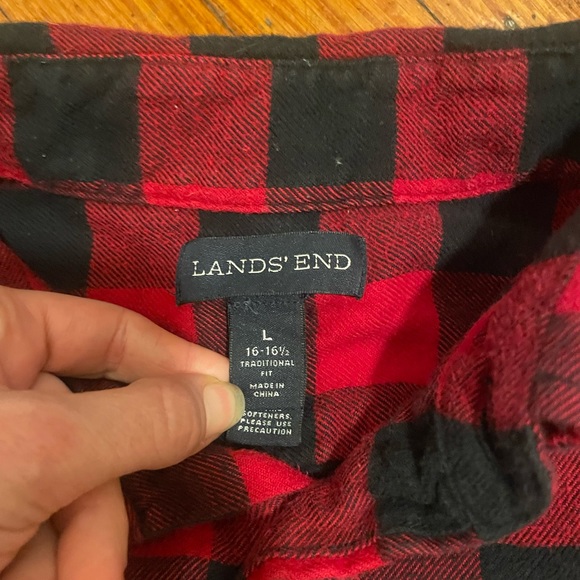 LANDS' END
L
16-16½
TRADITIONAL
FIT
MADE IN
CHINA
SOFTENERS.
PLEASE USE
PRECAUTION